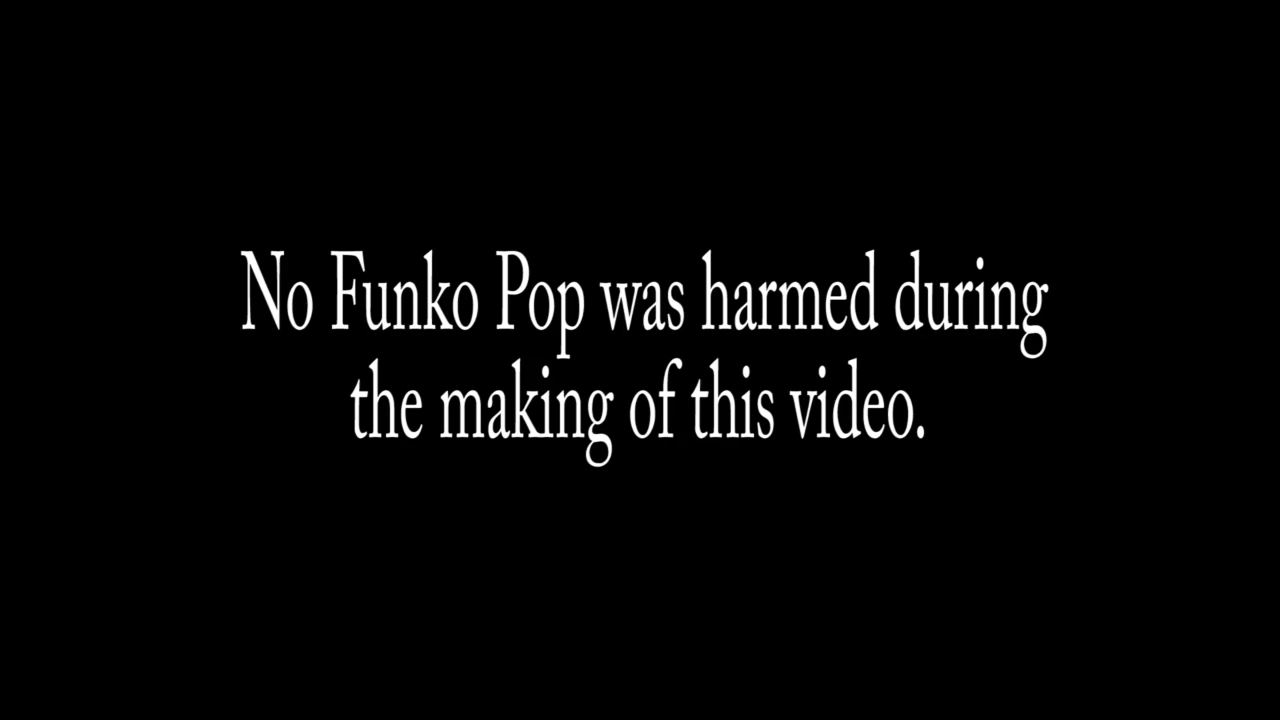 No Funko Pop was harmed during
the making of this video.